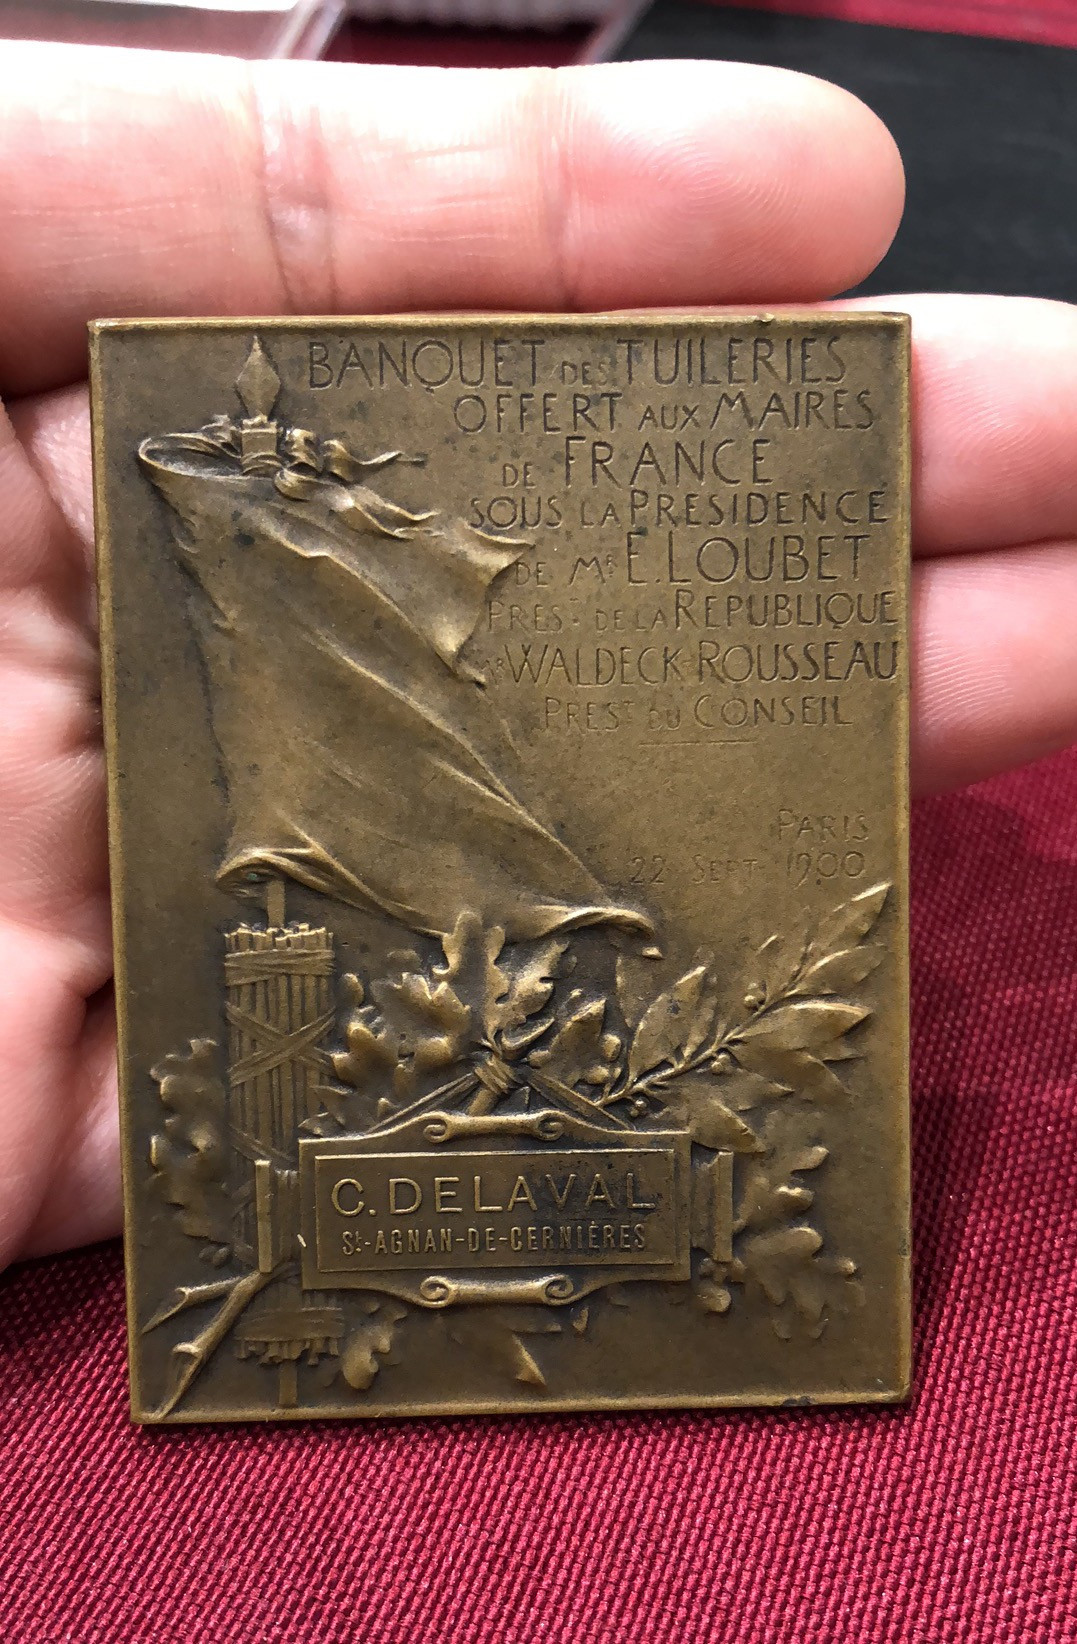 BANQUET DES TUILERIES
OFFERT AUX MAIRES
DE FRANCE
SOUS LA PRESIDENCE
DE Mr E. LOUBET
PREST DE LA REPUBLIQUE
Mr WALDECK-ROUSSEAU
PREST DU CONSEIL
PARIS
22 SEPT 1900
C. DELAVAL
St-AGNAN-DE-CERNIÈRES